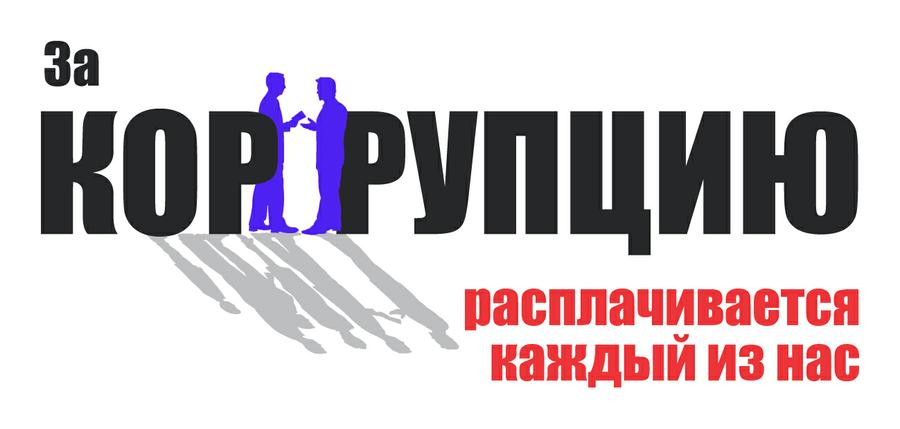 За
КОРРУПЦИЮ
расплачивается
каждый из нас